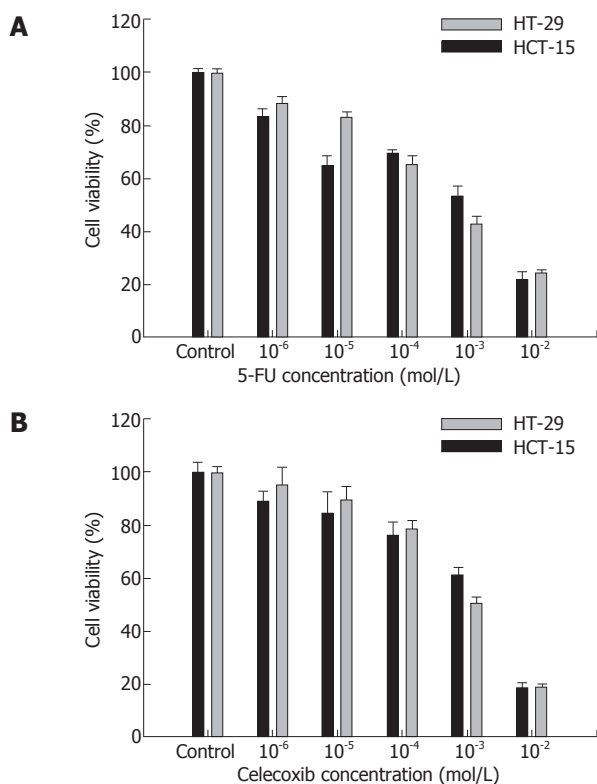 A
HT-29
HCT-15
Cell viability (%)
120
100
80
60
40
20
0
Control 10⁻⁶ 10⁻⁵ 10⁻⁴ 10⁻³ 10⁻²
5-FU concentration (mol/L)
B
HT-29
HCT-15
Cell viability (%)
120
100
80
60
40
20
0
Control 10⁻⁶ 10⁻⁵ 10⁻⁴ 10⁻³ 10⁻²
Celecoxib concentration (mol/L)